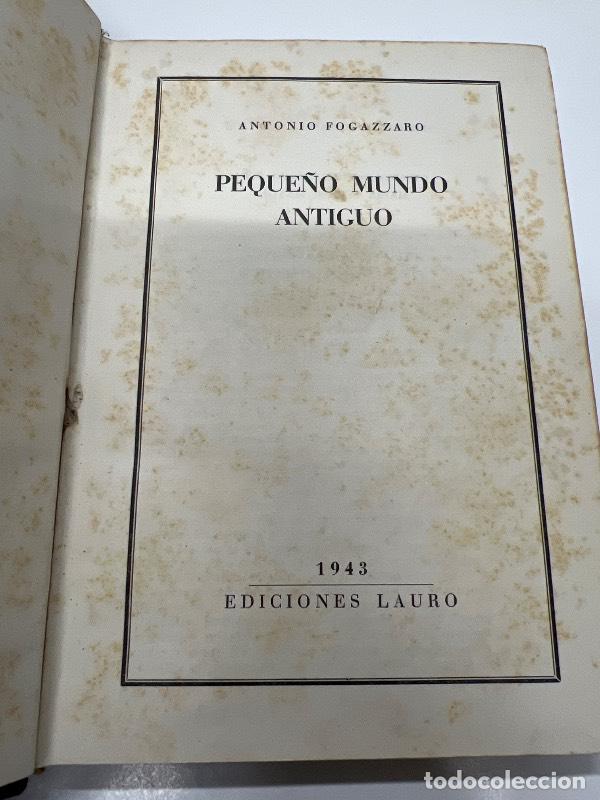 ANTONIO FOGAZZARO
PEQUEÑO MUNDO
ANTIGUO
1943
EDICIONES LAURO
todocoleccion